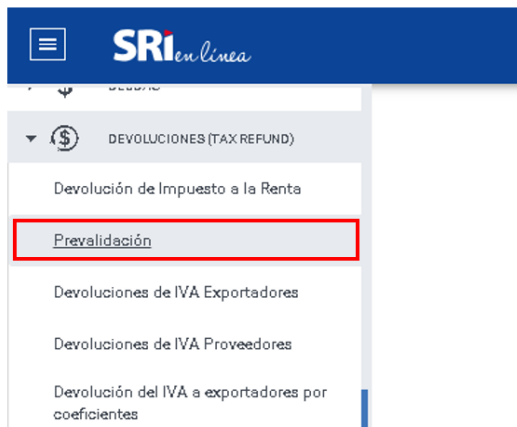 SRi en línea
DEVOLUCIONES (TAX REFUND)
Devolución de Impuesto a la Renta
Prevalidación
Devoluciones de IVA Exportadores
Devoluciones de IVA Proveedores
Devolución del IVA a exportadores por
coeficientes